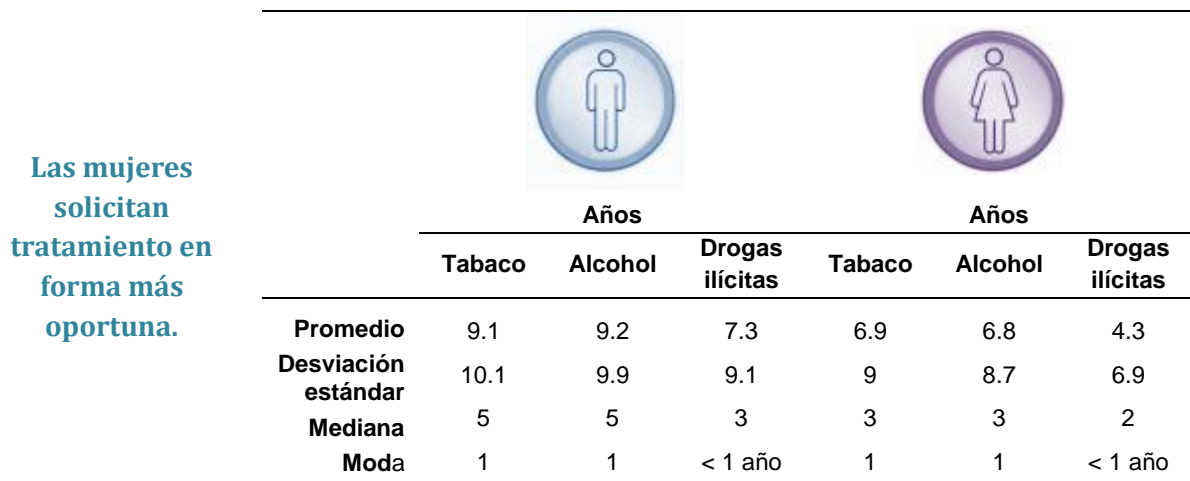 Las mujeres
solicitan
tratamiento en
forma más
oportuna.
Años Años
Tabaco Alcohol Drogas ilícitas Tabaco Alcohol Drogas ilícitas
Promedio 9.1 9.2 7.3 6.9 6.8 4.3
Desviación estándar 10.1 9.9 9.1 9 8.7 6.9
Mediana 5 5 3 3 3 2
Moda 1 1 < 1 año 1 1 < 1 año